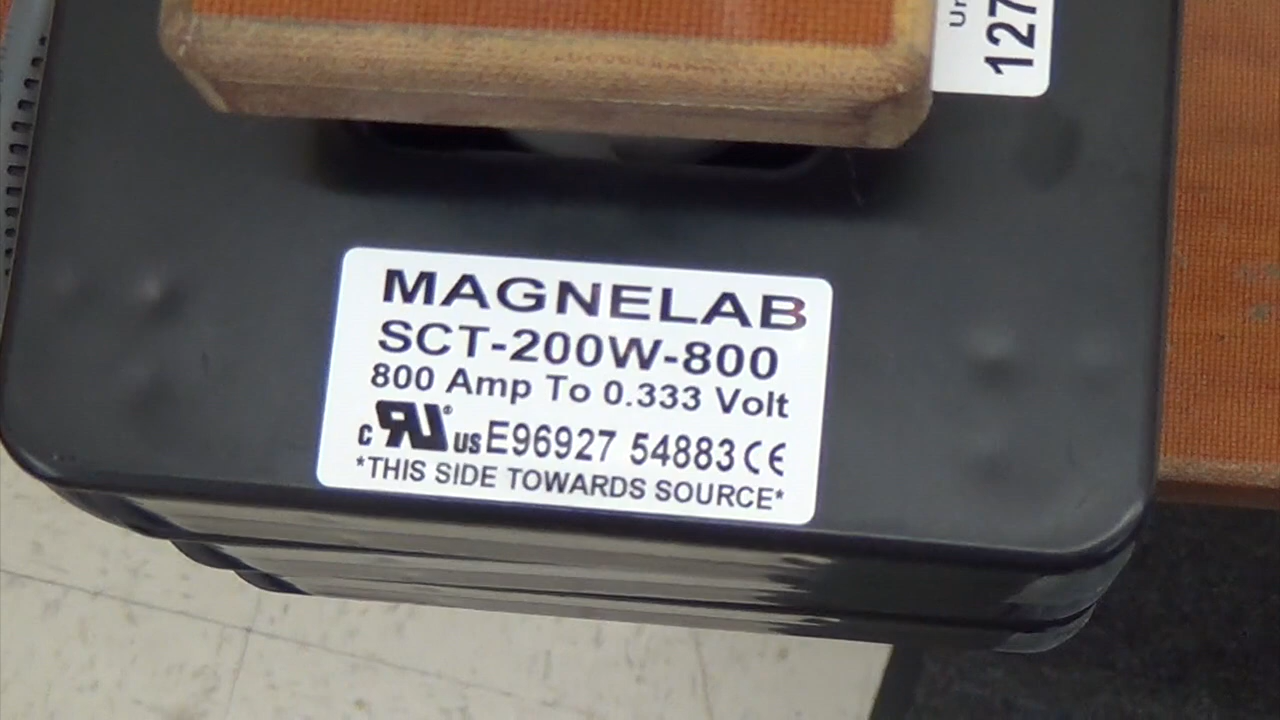 127
MAGNELAB
SCT-200W-800
800 Amp To 0.333 Volt
c RU® US E96927 54883 CE
*THIS SIDE TOWARDS SOURCE*